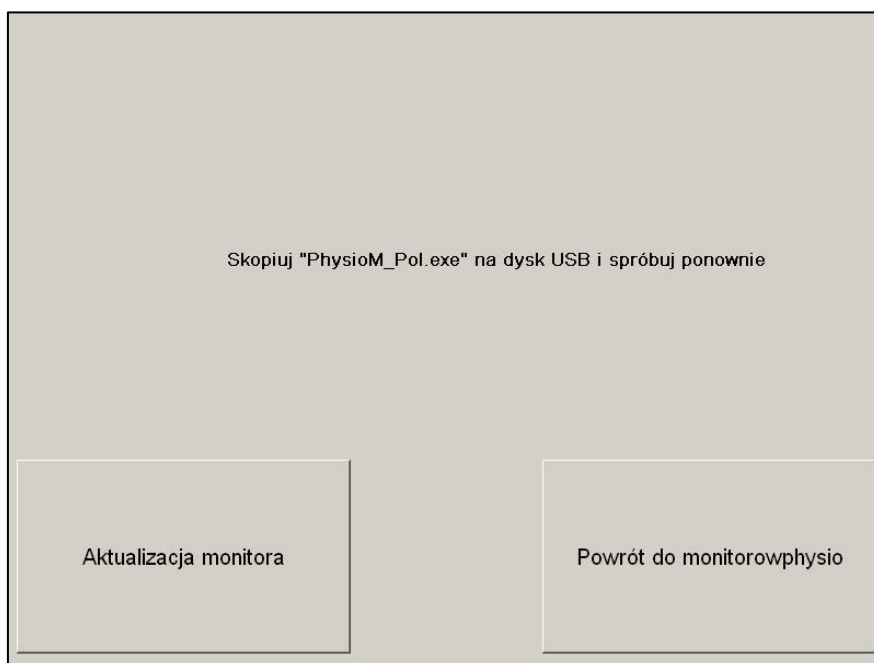 Skopiuj "PhysioM_Pol.exe" na dysk USB i spróbuj ponownie
Aktualizacja monitora
Powrót do monitorowphysio